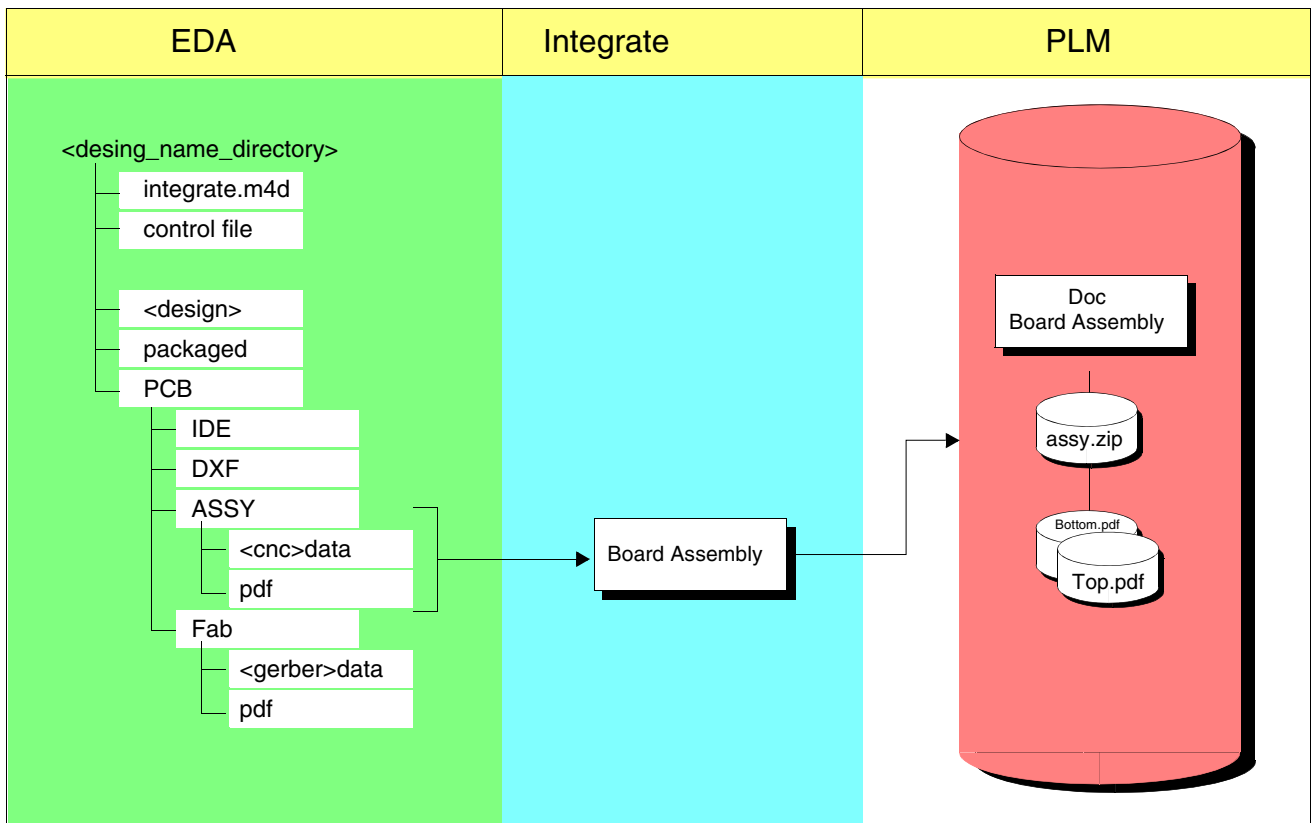 EDA
Integrate
PLM
<desing_name_directory>
integrate.m4d
control file
<design>
packaged
PCB
IDE
DXF
ASSY
<cnc>data
pdf
Fab
<gerber>data
pdf
Board Assembly
Doc
Board Assembly
assy.zip
Bottom.pdf
Top.pdf